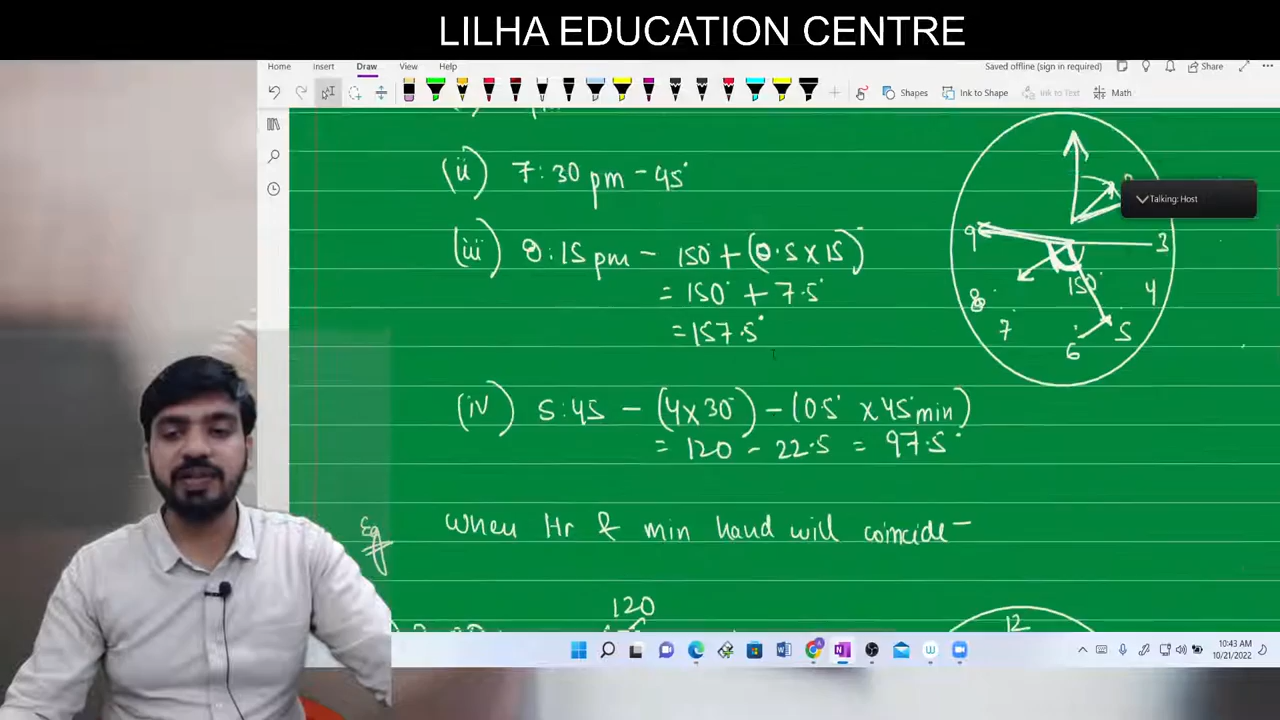 LILHA EDUCATION CENTRE
Home Insert Draw View Help
Saved offline (sign in required) Share
Shapes Ink to Shape Ink to Text Math
pm
(ii) 7:30 pm - 45°
(iii) 8:15 pm - 150° + (0.5 × 15)
= 150° + 7.5°
= 157.5°
Talking: Host
9 3
8 150° 4
7 5
6
(iv) 5:45 - (4×30°) - (0.5° × 45 min)
= 120 - 22.5 = 97.5°
Eg When Hr & min hand will coincide -
120
12
10:43 AM
10/21/2022